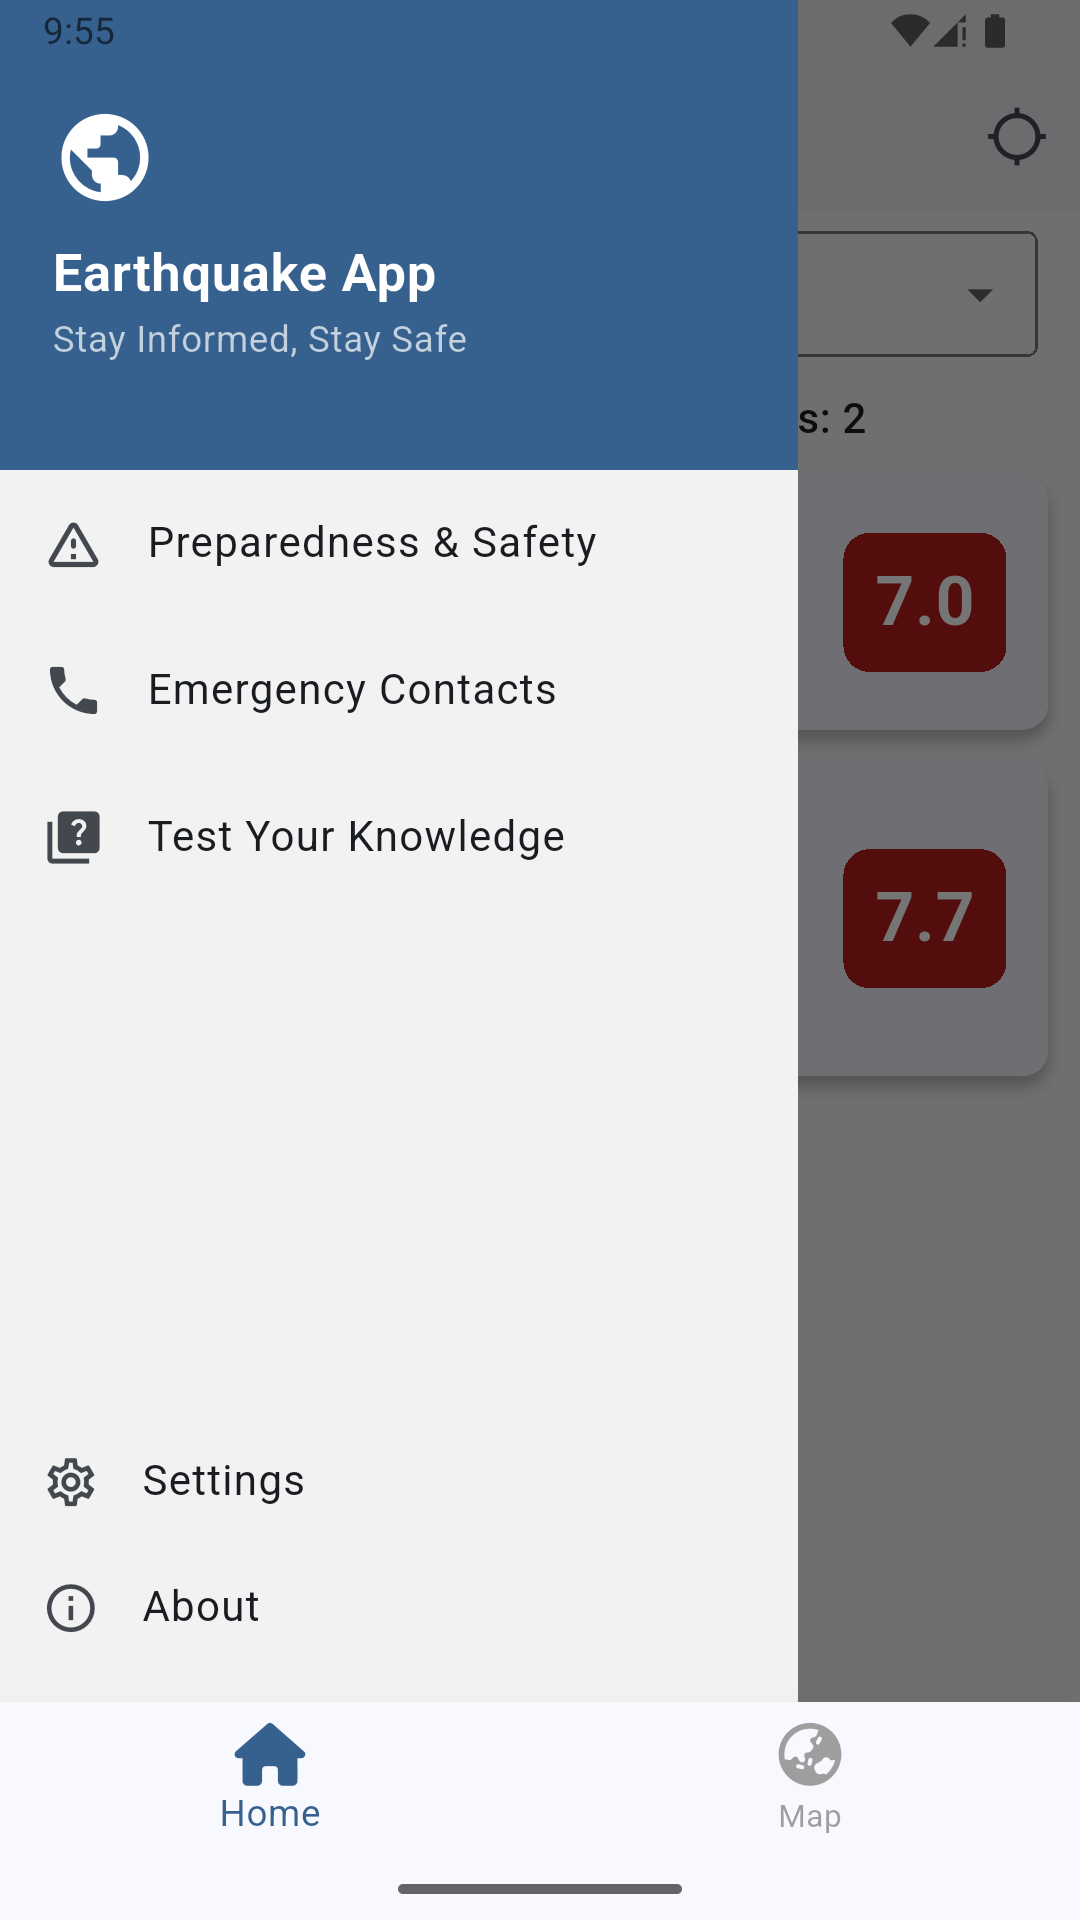 9:55
Earthquake App
Stay Informed, Stay Safe
s: 2
Preparedness & Safety
7.0
Emergency Contacts
Test Your Knowledge
7.7
Settings
About
Home
Map